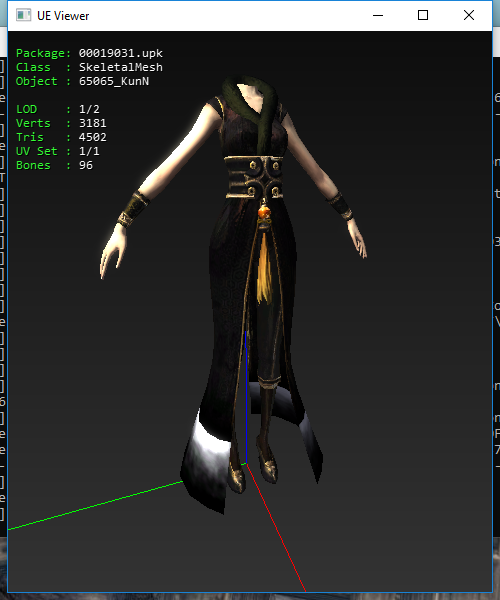 UE Viewer
Package: 00019031.upk
Class : SkeletalMesh
Object : 65065_KunN
LOD : 1/2
Verts : 3181
Tris : 4502
UV Set : 1/1
Bones : 96